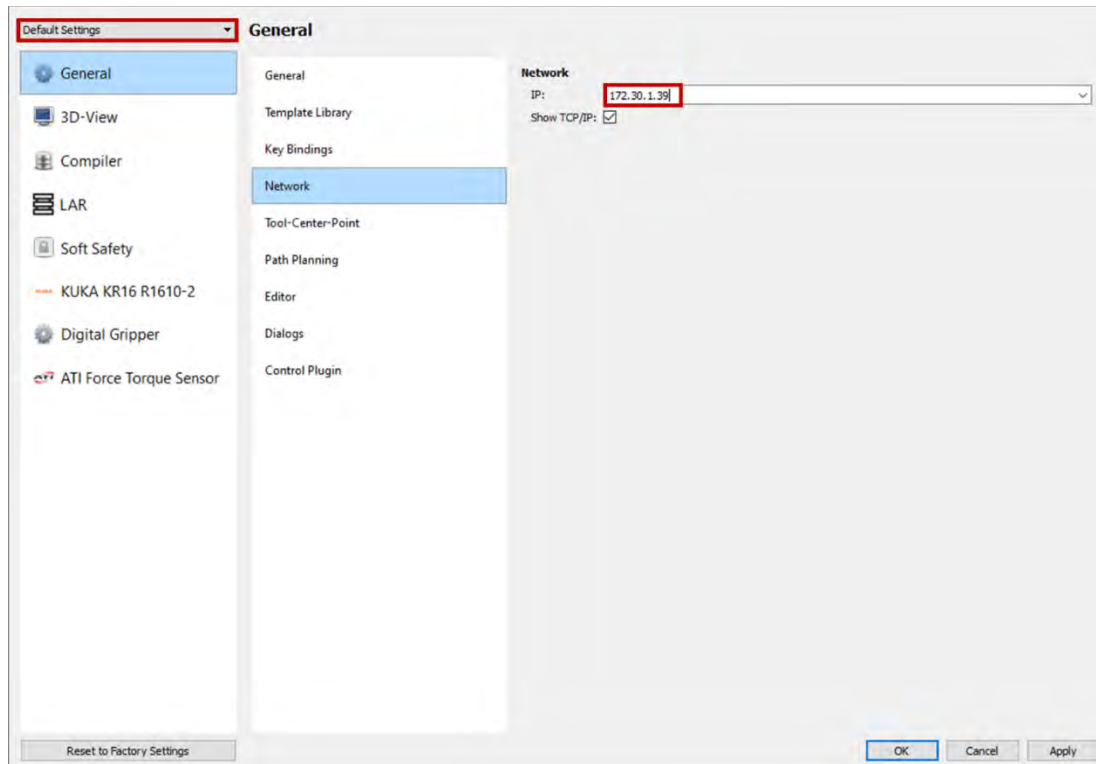 Default Settings
General
General
3D-View
Compiler
LAR
Soft Safety
KUKA KR16 R1610-2
Digital Gripper
ATI Force Torque Sensor
Reset to Factory Settings
General
Template Library
Key Bindings
Network
Tool-Center-Point
Path Planning
Editor
Dialogs
Control Plugin
Network
IP: 172.30.1.39
Show TCP/IP:
OK Cancel Apply